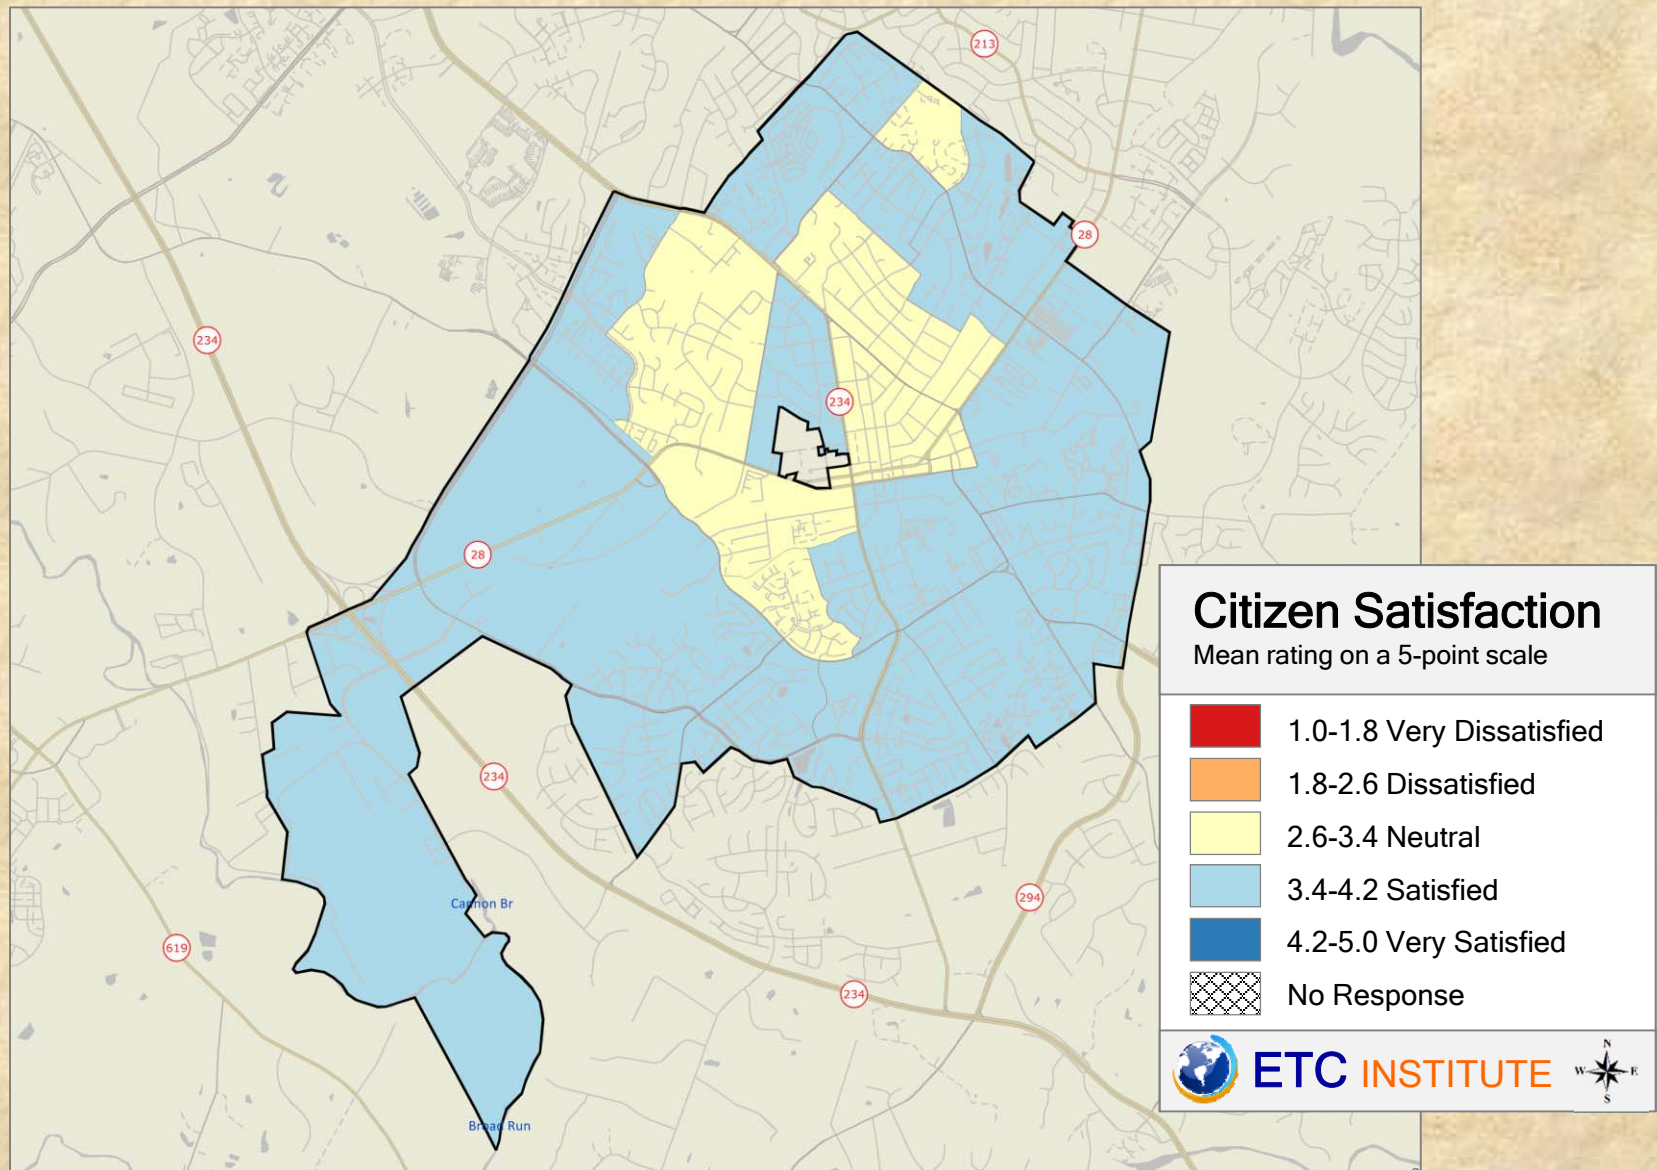 213
28
234
234
28
234
294
Cannon Br
619
234
Broad Run
Citizen Satisfaction
Mean rating on a 5-point scale
1.0-1.8 Very Dissatisfied
1.8-2.6 Dissatisfied
2.6-3.4 Neutral
3.4-4.2 Satisfied
4.2-5.0 Very Satisfied
No Response
ETC INSTITUTE
N
W E
S